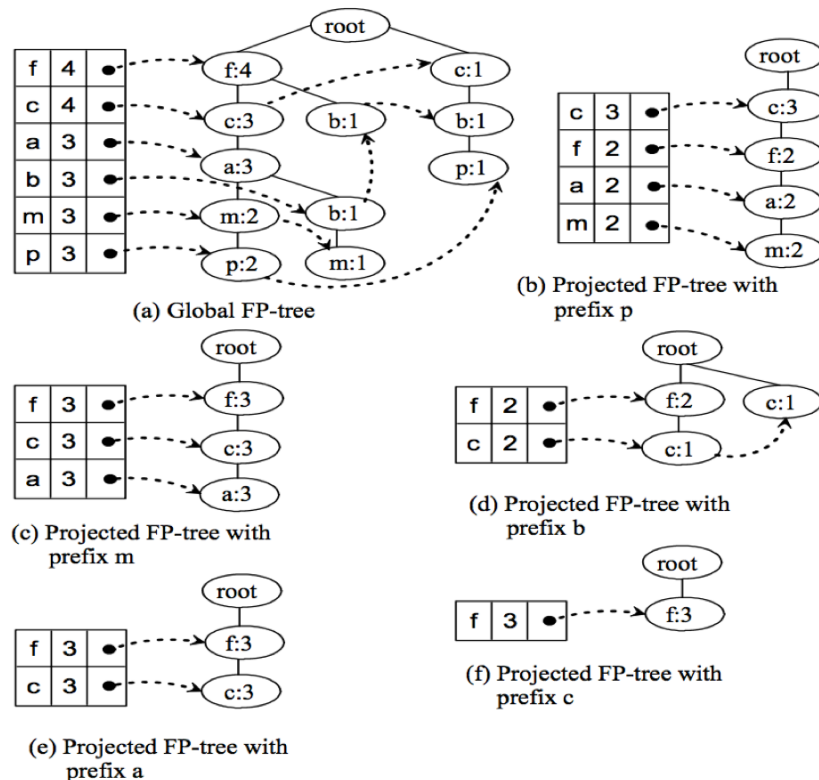 root
f 4
c 4
a 3
b 3
m 3
p 3
f:4
c:1
c:3
b:1
b:1
a:3
p:1
m:2
b:1
p:2
m:1
(a) Global FP-tree
root
c 3
f 2
a 2
m 2
c:3
f:2
a:2
m:2
(b) Projected FP-tree with
prefix p
root
f 3
c 3
a 3
f:3
c:3
a:3
(c) Projected FP-tree with
prefix m
root
f 2
c 2
f:2
c:1
c:1
(d) Projected FP-tree with
prefix b
root
f 3
c 3
f:3
c:3
(e) Projected FP-tree with
prefix a
root
f 3
f:3
(f) Projected FP-tree with
prefix c